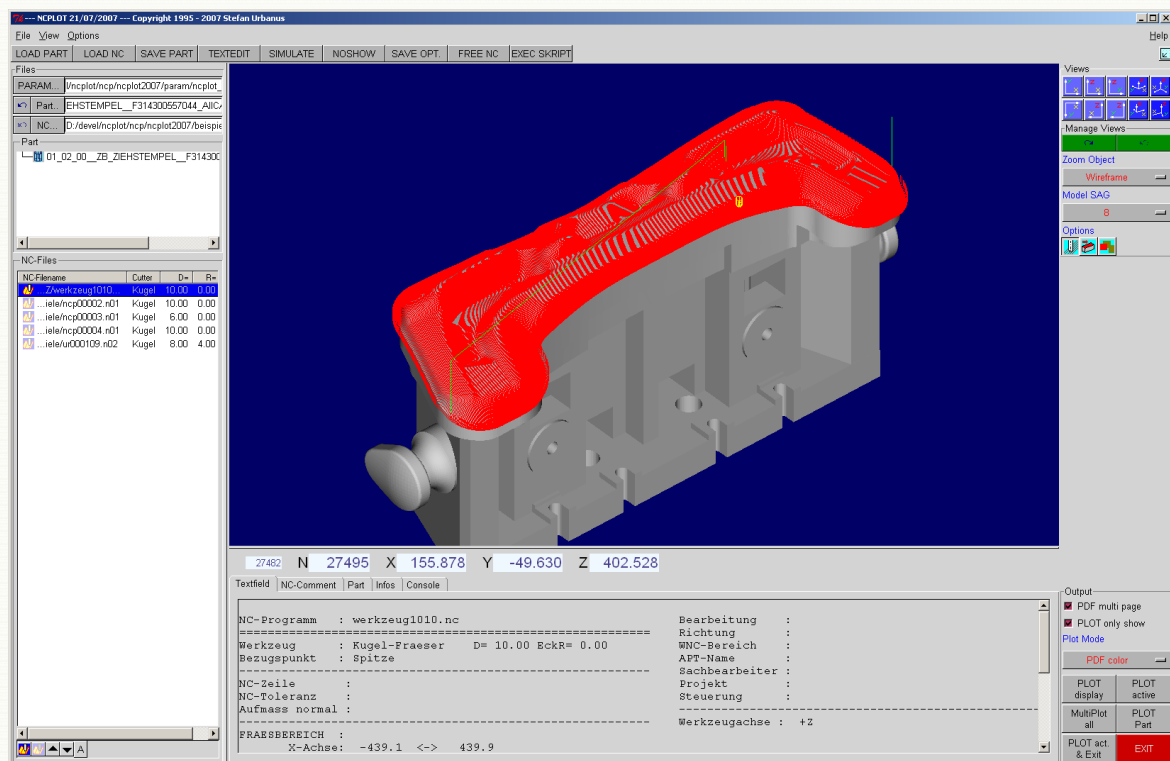 --- NCPLOT 21/07/2007 --- Copyright 1995 - 2007 Stefan Urbanus
File View Options Help
LOAD PART LOAD NC SAVE PART TEXTEDIT SIMULATE NOSHOW SAVE OPT. FREE NC EXEC SKRIPT
Files
PARAM... l/ncplot/ncp/ncplot2007/param/ncplot_
Part.. EHSTEMPEL__F314300557044_AIIC
NC... D:/devel/ncplot/ncp/ncplot2007/beispie
Part
01_02_00__ZB_ZIEHSTEMPEL__F31430
NC-Files
NC-Filename Cutter D= R=
...Z/werkzeug1010... Kugel 10.00 0.00
...iele/ncp00002.n01 Kugel 10.00 0.00
...iele/ncp00003.n01 Kugel 6.00 0.00
...iele/ncp00004.n01 Kugel 10.00 0.00
...iele/ur000109.n02 Kugel 8.00 4.00
A
27482 N 27495 X 155.878 Y -49.630 Z 402.528
Textfield NC-Comment Part Infos Console
NC-Programm : werkzeug1010.nc
================================================================
Werkzeug : Kugel-Fraeser D= 10.00 EckR= 0.00
Bezugspunkt : Spitze
----------------------------------------------------------------
NC-Zeile :
NC-Toleranz :
Aufmass normal :
----------------------------------------------------------------
FRAESBEREICH :
X-Achse: -439.1 <-> 439.9
Bearbeitung :
Richtung :
WNC-Bereich :
APT-Name :
Sachbearbeiter :
Projekt :
Steuerung :
----------------------------------------------------------------
Werkzeugachse : +Z
Views
Manage Views
Zoom Object
Wireframe
Model SAG
8
Options
Output
PDF multi page
PLOT only show
Plot Mode
PDF color
PLOT display
PLOT active
MultiPlot all
PLOT Part
PLOT act. & Exit
EXIT